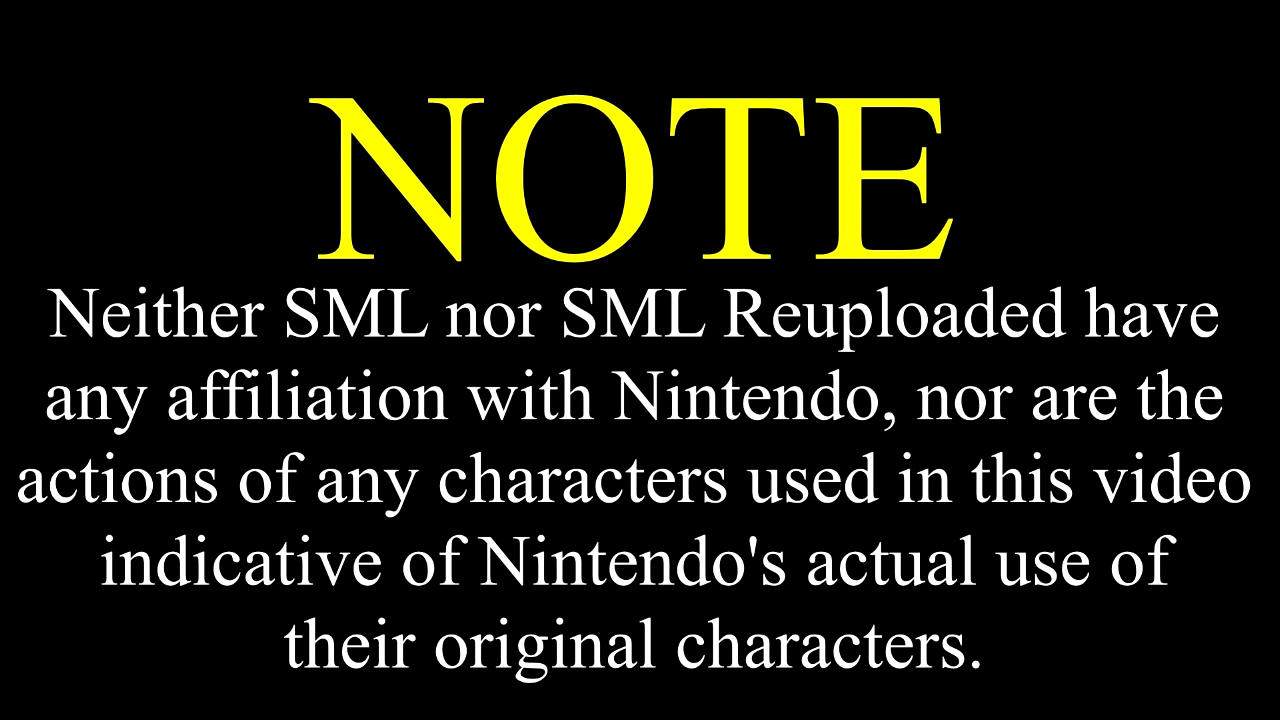 NOTE
Neither SML nor SML Reuploaded have
any affiliation with Nintendo, nor are the
actions of any characters used in this video
indicative of Nintendo's actual use of
their original characters.